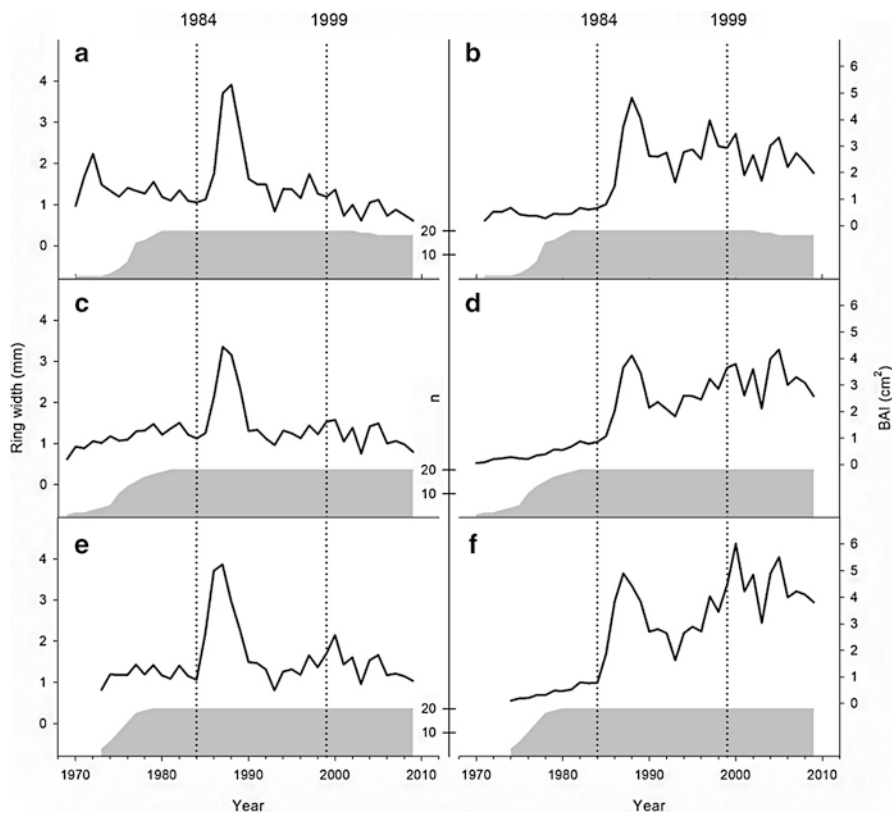 1984 1999 1984 1999
a b
4 3 2 1 0
6 5 4 3 2 1 0
20 10
c d
Ring width (mm)
4 3 2 1 0
n
20 10
6 5 4 3 2 1 0
BAI (cm²)
e f
4 3 2 1 0
20 10
6 5 4 3 2 1 0
1970 1980 1990 2000 2010 1970 1980 1990 2000 2010
Year Year